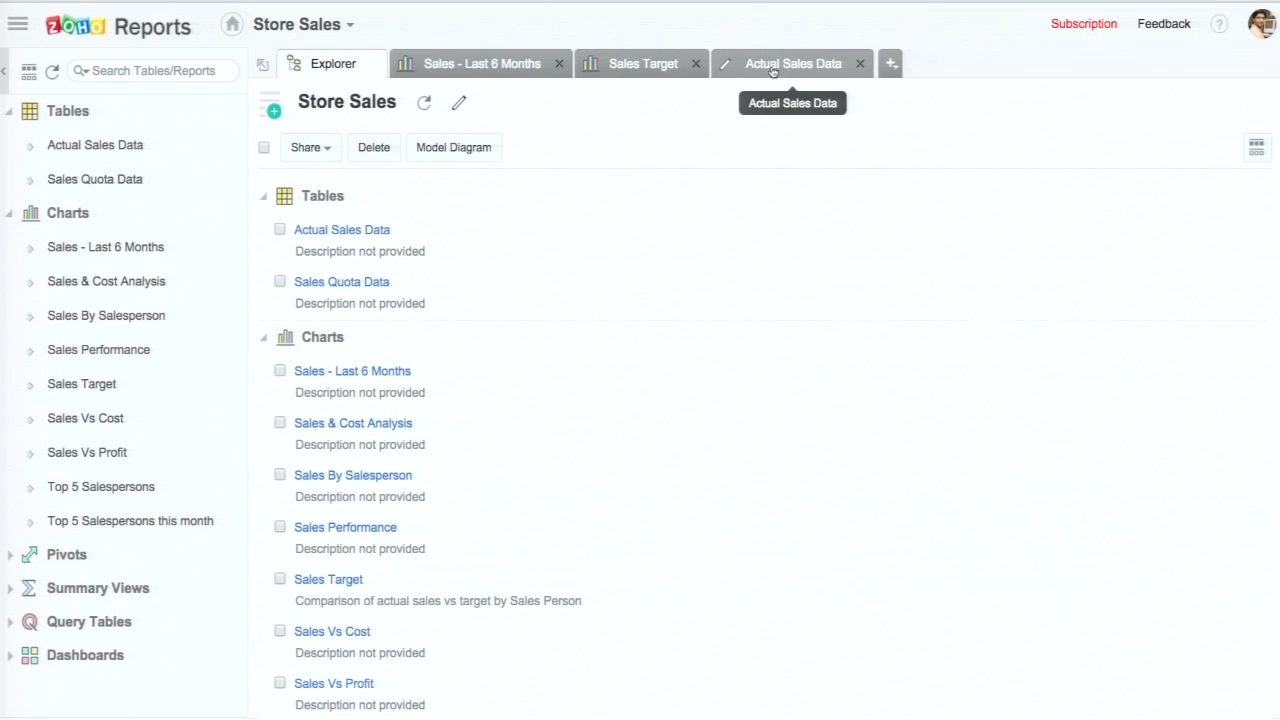 ZOHO Reports
Store Sales
Subscription
Feedback
?
Search Tables/Reports
Explorer
Sales - Last 6 Months
Sales Target
Actual Sales Data
Actual Sales Data
Tables
Actual Sales Data
Sales Quota Data
Charts
Sales - Last 6 Months
Sales & Cost Analysis
Sales By Salesperson
Sales Performance
Sales Target
Sales Vs Cost
Sales Vs Profit
Top 5 Salespersons
Top 5 Salespersons this month
Pivots
Summary Views
Query Tables
Dashboards
Store Sales
Share
Delete
Model Diagram
Tables
Actual Sales Data
Description not provided
Sales Quota Data
Description not provided
Charts
Sales - Last 6 Months
Description not provided
Sales & Cost Analysis
Description not provided
Sales By Salesperson
Description not provided
Sales Performance
Description not provided
Sales Target
Comparison of actual sales vs target by Sales Person
Sales Vs Cost
Description not provided
Sales Vs Profit
Description not provided